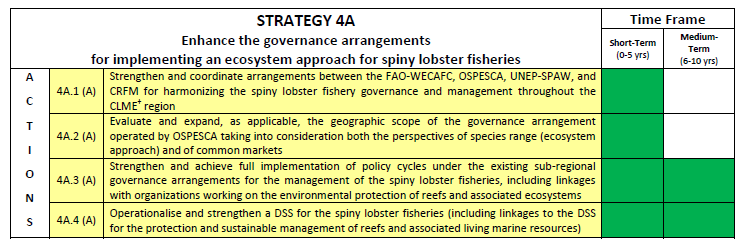 STRATEGY 4A
Enhance the governance arrangements
for implementing an ecosystem approach for spiny lobster fisheries
Time Frame
Short-Term
(0-5 yrs)
Medium-
Term
(6-10 yrs)
A
C
T
I
O
N
S
4A.1 (A)
Strengthen and coordinate arrangements between the FAO-WECAFC, OSPESCA, UNEP-SPAW, and
CRFM for harmonizing the spiny lobster fishery governance and management throughout the
CLME⁺ region
4A.2 (A)
Evaluate and expand, as applicable, the geographic scope of the governance arrangement
operated by OSPESCA taking into consideration both the perspectives of species range (ecosystem
approach) and of common markets
4A.3 (A)
Strengthen and achieve full implementation of policy cycles under the existing sub-regional
governance arrangements for the management of the spiny lobster fisheries, including linkages
with organizations working on the environmental protection of reefs and associated ecosystems
4A.4 (A)
Operationalise and strengthen a DSS for the spiny lobster fisheries (including linkages to the DSS
for the protection and sustainable management of reefs and associated living marine resources)